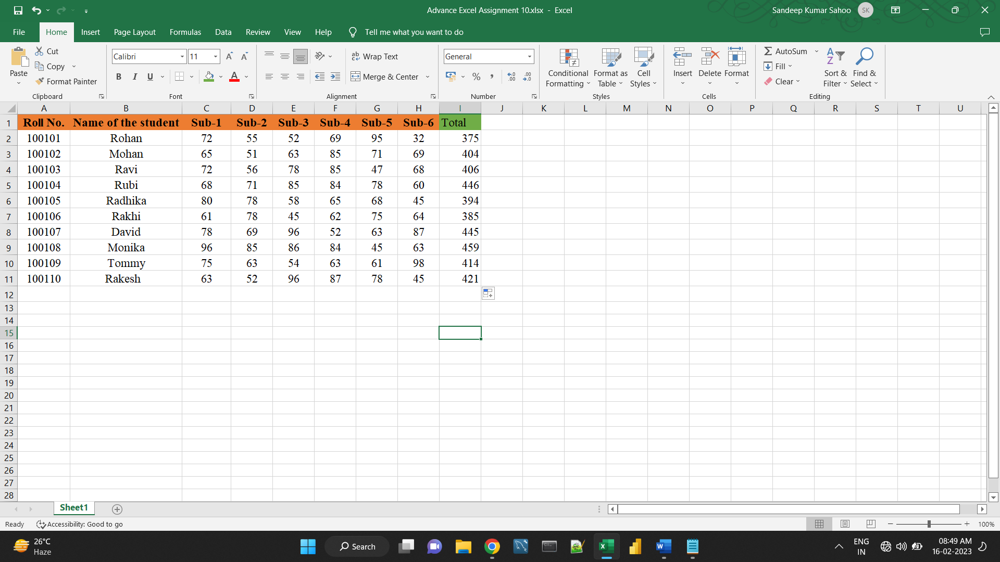 Advance Excel Assignment 10.xlsx - Excel
Sandeep Kumar Sahoo SK
File Home Insert Page Layout Formulas Data Review View Help Tell me what you want to do
Paste
Cut
Copy
Format Painter
Clipboard
Calibri 11 A A
B I U A
Font
ab Wrap Text
Merge & Center
Alignment
General
% ,
Number
Conditional Formatting
Format as Table
Cell Styles
Styles
Insert
Delete
Format
Cells
AutoSum
Fill
Clear
Sort & Filter
Find & Select
Editing
A B C D E F G H I J K L M N O P Q R S T U
1 Roll No. Name of the student Sub-1 Sub-2 Sub-3 Sub-4 Sub-5 Sub-6 Total
2 100101 Rohan 72 55 52 69 95 32 375
3 100102 Mohan 65 51 63 85 71 69 404
4 100103 Ravi 72 56 78 85 47 68 406
5 100104 Rubi 68 71 85 84 78 60 446
6 100105 Radhika 80 78 58 65 68 45 394
7 100106 Rakhi 61 78 45 62 75 64 385
8 100107 David 78 69 96 52 63 87 445
9 100108 Monika 96 85 86 84 45 63 459
10 100109 Tommy 75 63 54 63 61 98 414
11 100110 Rakesh 63 52 96 87 78 45 421
12
13
14
15
16
17
18
19
20
21
22
23
24
25
26
27
28
Sheet1
Ready Accessibility: Good to go 100%
26°C
Haze
Search
ENG
IN
08:49 AM
16-02-2023